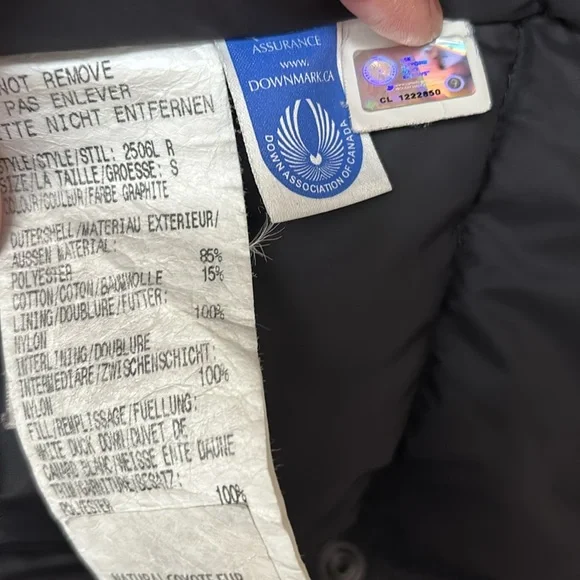 NOT REMOVE
PAS ENLEVER
TTE NICHT ENTFERNEN
STYLE/STYLE/STIL: 2506L R
SIZE/LA TAILLE/GROESSE: S
COLOUR/COULEUR/FARBE GRAPHITE
OUTERSHELL/MATERIAU EXTERIEUR/
AUSSEN MATERIAL:
85%
POLYESTER
15%
COTTON/COTON/BAUMWOLLE
LINING/DOUBLURE/FUTTER:
100%
NYLON
INTERLINING/DOUBLURE
INTERMEDIARE/ZWISCHENSCHICHT:
100%
NYLON
FILL/REMPLISSAGE/FUELLUNG:
WHITE DUCK DOWN/DUVET DE
CANARD BLANC/WEISSE ENTE DAUNE
100%
POLYESTER
NATURAL COYOTE FUR
ASSURANCE
www.
DOWNMARK.CA
DOWN ASSOCIATION OF CANADA
CL 1222850